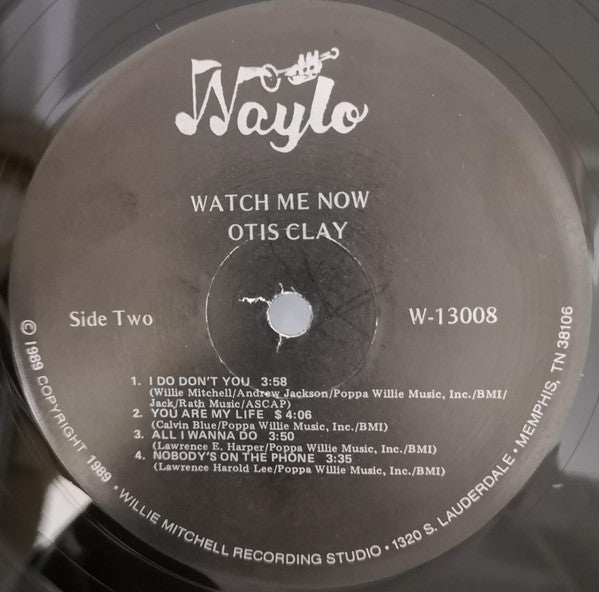 Waylo
WATCH ME NOW
OTIS CLAY
Side Two
W-13008
1. I DO DON'T YOU 3:58
(Willie Mitchell/Andrew Jackson/Poppa Willie Music, Inc./BMI/
Jack/Rath Music/ASCAP)
2. YOU ARE MY LIFE $ 4:06
(Calvin Blue/Poppa Willie Music, Inc./BMI)
3. ALL I WANNA DO 3:50
(Lawrence E. Harper/Poppa Willie Music, Inc./BMI)
4. NOBODY'S ON THE PHONE 3:35
(Lawrence Harold Lee/Poppa Willie Music, Inc./BMI)
© 1989 COPYRIGHT 1989 • WILLIE MITCHELL RECORDING STUDIO • 1320 S. LAUDERDALE • MEMPHIS, TN 38106